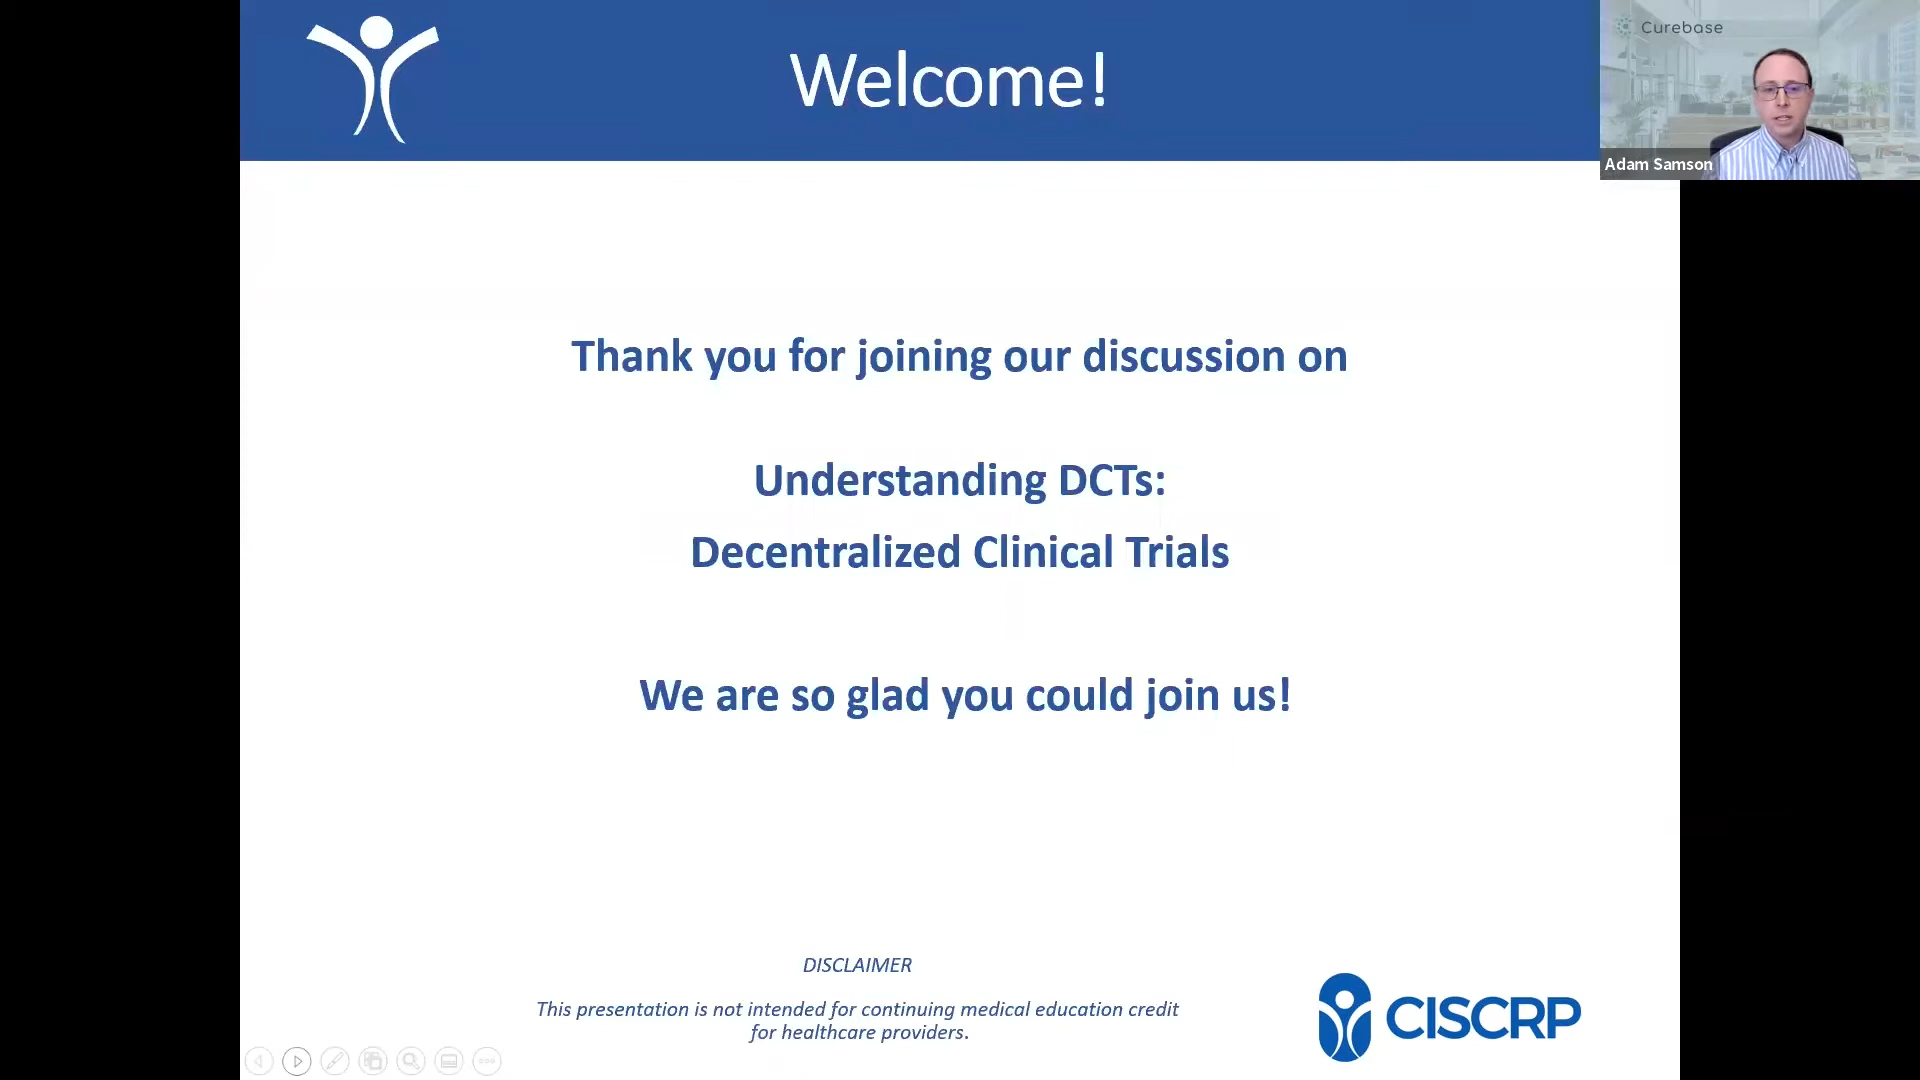 Welcome!
Curebase
Adam Samson
Thank you for joining our discussion on
Understanding DCTs:
Decentralized Clinical Trials
We are so glad you could join us!
DISCLAIMER
This presentation is not intended for continuing medical education credit
for healthcare providers.
CISCRP